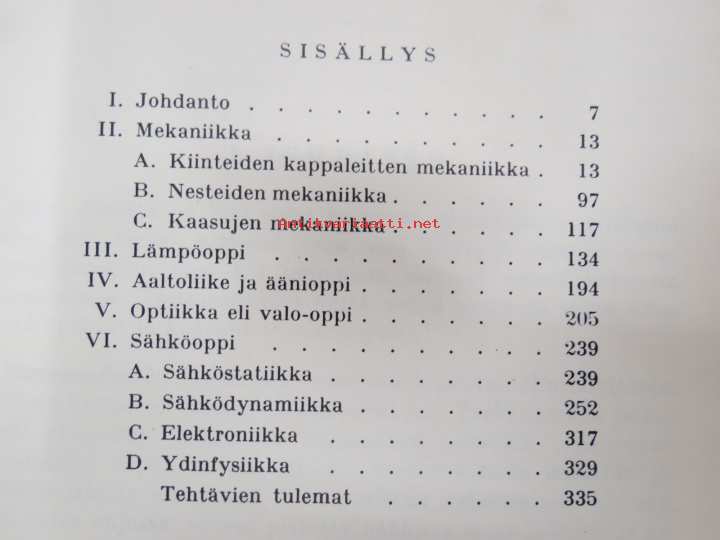 SISÄLLYS
I. Johdanto . . . . . . . . . . . 7
II. Mekaniikka . . . . . . . . . . 13
A. Kiinteiden kappaleitten mekaniikka . 13
B. Nesteiden mekaniikka . . . . . . 97
C. Kaasujen mekaniikka . . . . . . 117
Antikvariaatti.net
III. Lämpöoppi . . . . . . . . . . 134
IV. Aaltoliike ja äänioppi . . . . . . . 194
V. Optiikka eli valo-oppi . . . . . . . 205
VI. Sähköoppi . . . . . . . . . . 239
A. Sähköstatiikka . . . . . . . . 239
B. Sähködynamiikka . . . . . . . 252
C. Elektroniikka . . . . . . . . 317
D. Ydinfysiikka . . . . . . . . 329
Tehtävien tulemat . . . . . . 335